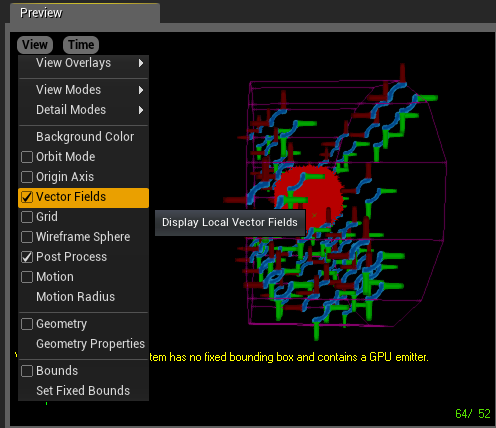 Preview
View Time
View Overlays
View Modes
Detail Modes
Background Color
Orbit Mode
Origin Axis
Vector Fields
Display Local Vector Fields
Grid
Wireframe Sphere
Post Process
Motion
Motion Radius
Geometry
Geometry Properties
tem has no fixed bounding box and contains a GPU emitter.
Bounds
Set Fixed Bounds
64/ 52